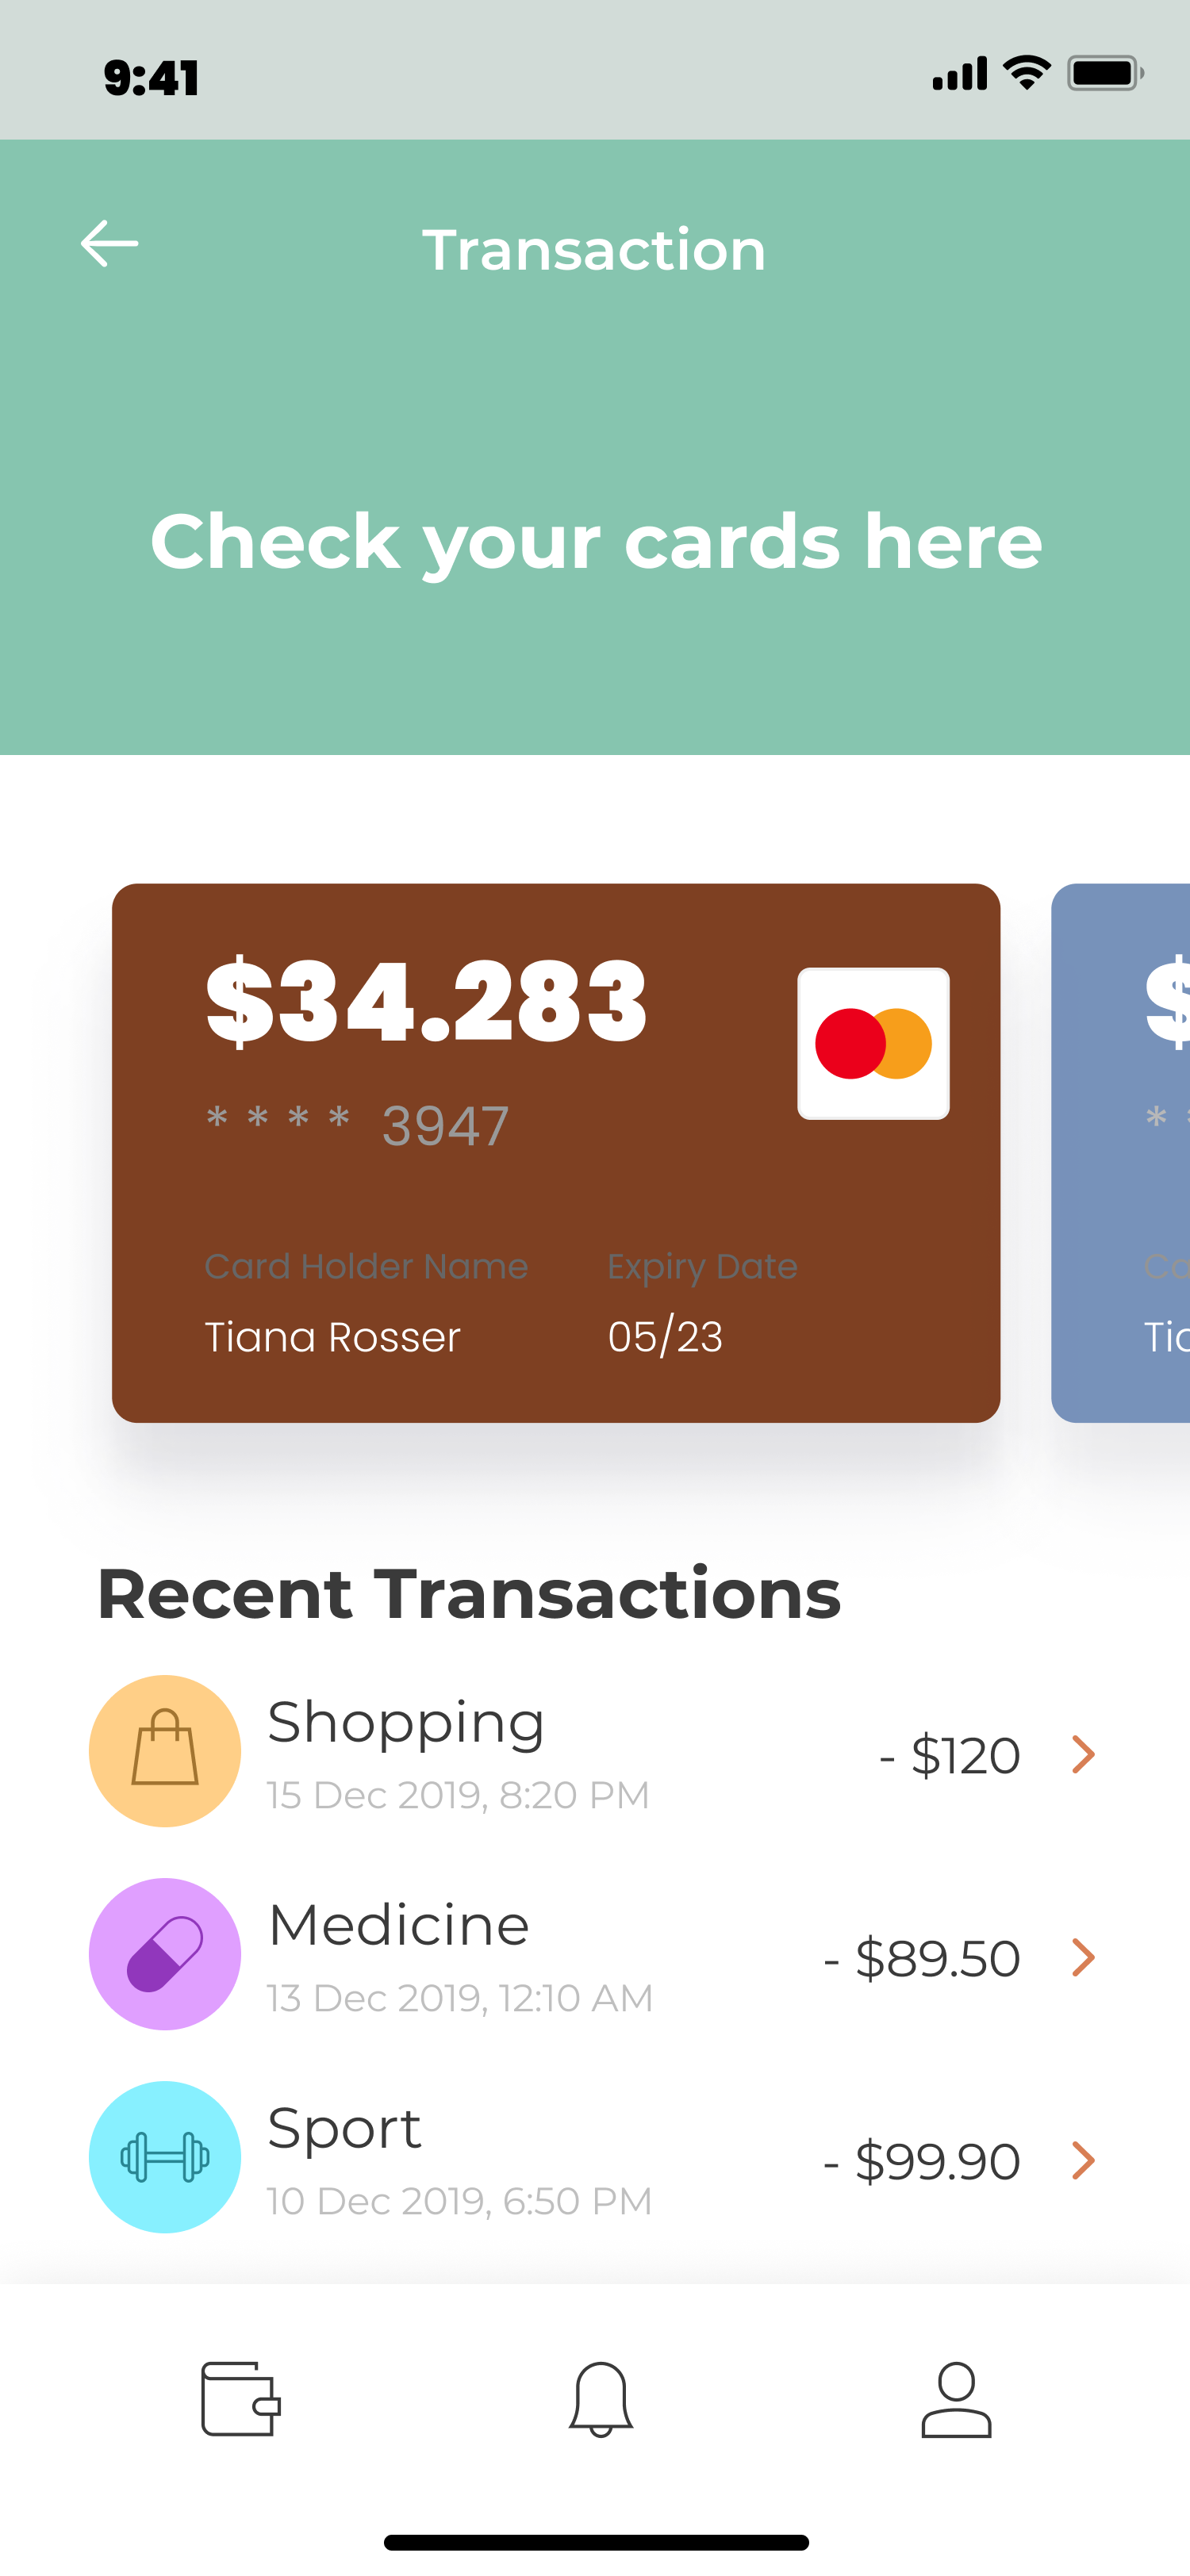 9:41
Transaction
Check your cards here
$34.283
* * * * 3947
Card Holder Name
Expiry Date
Tiana Rosser
05/23
$
*
Recent Transactions
Shopping
15 Dec 2019, 8:20 PM
- $120
Medicine
13 Dec 2019, 12:10 AM
- $89.50
Sport
10 Dec 2019, 6:50 PM
- $99.90